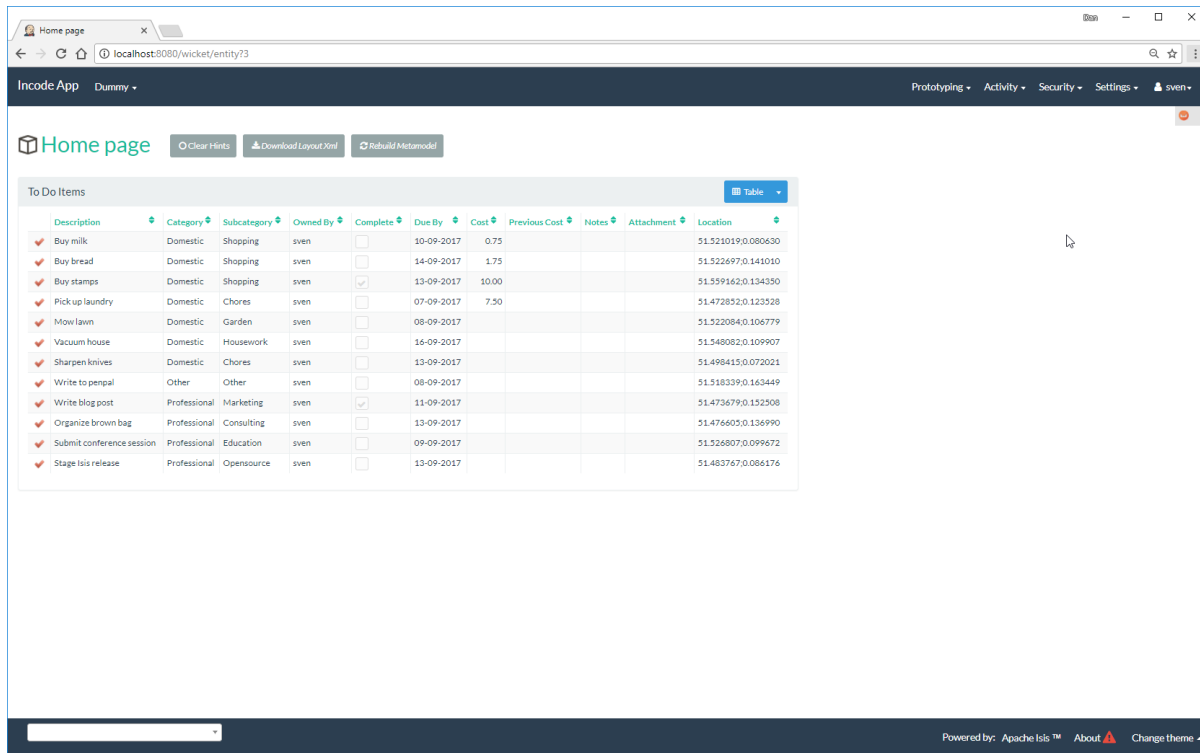 Dan
Home page
localhost:8080/wicket/entity?3
Incode App Dummy Prototyping Activity Security Settings sven
Home page Clear Hints Download Layout Xml Rebuild Metamodel
To Do Items Table
Description Category Subcategory Owned By Complete Due By Cost Previous Cost Notes Attachment Location
Buy milk Domestic Shopping sven 10-09-2017 0.75 51.521019;0.080630
Buy bread Domestic Shopping sven 14-09-2017 1.75 51.522697;0.141010
Buy stamps Domestic Shopping sven 13-09-2017 10.00 51.559162;0.134350
Pick up laundry Domestic Chores sven 07-09-2017 7.50 51.472852;0.123528
Mow lawn Domestic Garden sven 08-09-2017 51.522084;0.106779
Vacuum house Domestic Housework sven 16-09-2017 51.548082;0.109907
Sharpen knives Domestic Chores sven 13-09-2017 51.498415;0.072021
Write to penpal Other Other sven 08-09-2017 51.518339;0.163449
Write blog post Professional Marketing sven 11-09-2017 51.473679;0.152508
Organize brown bag Professional Consulting sven 13-09-2017 51.476605;0.136990
Submit conference session Professional Education sven 09-09-2017 51.526807;0.099672
Stage Isis release Professional Opensource sven 13-09-2017 51.483767;0.086176
Powered by: Apache Isis ™ About Change theme